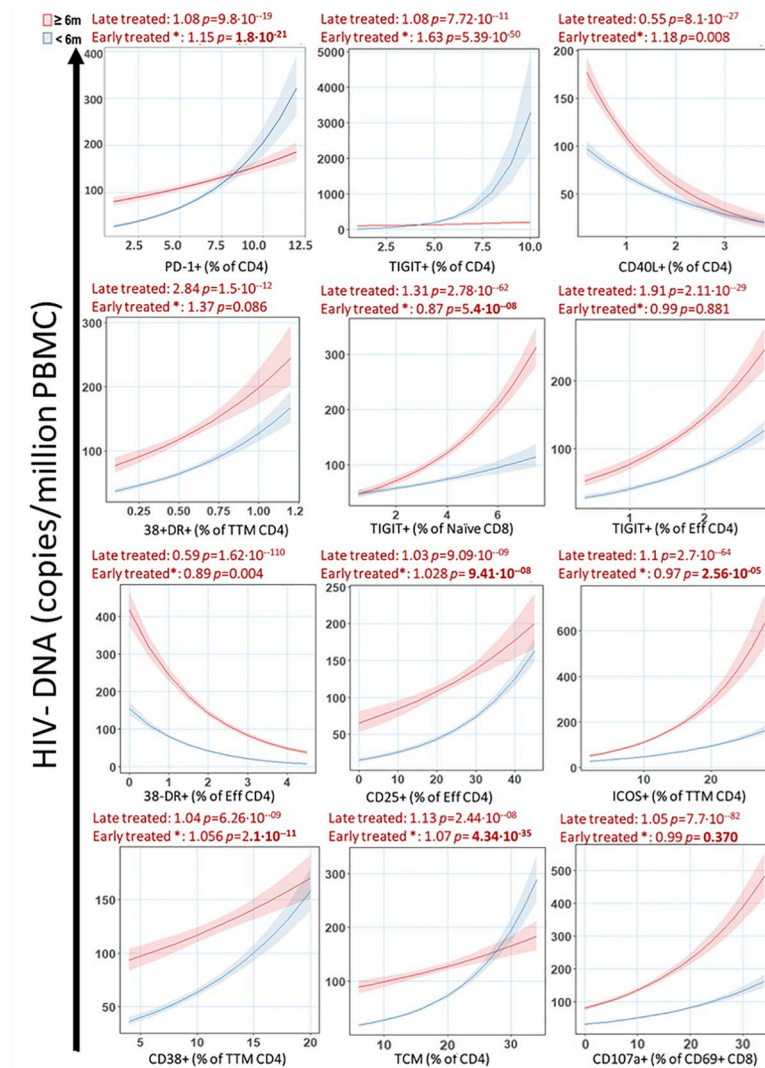 ≥ 6m
< 6m
HIV- DNA (copies/million PBMC)
Late treated: 1.08 p=9.8·10⁻¹⁹
Early treated *: 1.15 p= 1.8·10⁻²¹
400
300
200
100
2.5 5.0 7.5 10.0 12.5
PD-1+ (% of CD4)
Late treated: 1.08 p=7.72·10⁻¹¹
Early treated *: 1.63 p=5.39·10⁻⁵⁰
5000
4000
3000
2000
1000
0
2.5 5.0 7.5 10.0
TIGIT+ (% of CD4)
Late treated: 0.55 p=8.1·10⁻²⁷
Early treated*: 1.18 p=0.008
200
150
100
50
1 2 3
CD40L+ (% of CD4)
Late treated: 2.84 p=1.5·10⁻¹²
Early treated *: 1.37 p=0.086
300
200
100
0.25 0.50 0.75 1.00 1.2
38+DR+ (% of TTM CD4)
Late treated: 1.31 p=2.78·10⁻⁶²
Early treated*: 0.87 p=5.4·10⁻⁰⁸
300
200
100
2 4 6
TIGIT+ (% of Naïve CD8)
Late treated: 1.91 p=2.11·10⁻²⁹
Early treated *: 0.99 p=0.881
200
100
1 2
TIGIT+ (% of Eff CD4)
Late treated: 0.59 p=1.62·10⁻¹¹⁰
Early treated*: 0.89 p=0.004
400
300
200
100
0
0 1 2 3 4
38-DR+ (% of Eff CD4)
Late treated: 1.03 p=9.09·10⁻⁰⁹
Early treated*: 1.028 p= 9.41·10⁻⁰⁸
250
200
150
100
50
0 10 20 30 40
CD25+ (% of Eff CD4)
Late treated: 1.1 p=2.7·10⁻⁶⁴
Early treated *: 0.97 p= 2.56·10⁻⁰⁵
600
400
200
0
10 20
ICOS+ (% of TTM CD4)
Late treated: 1.04 p=6.26·10⁻⁰⁹
Early treated *: 1.056 p=2.1·10⁻¹¹
150
100
50
5 10 15 20
CD38+ (% of TTM CD4)
Late treated: 1.13 p=2.44·10⁻⁰⁸
Early treated *: 1.07 p= 4.34·10⁻³⁵
300
200
100
0
10 20 30
TCM (% of CD4)
Late treated: 1.05 p=7.7·10⁻⁸²
Early treated *: 0.99 p= 0.370
500
400
300
200
100
0 10 20 30
CD107a+ (% of CD69+ CD8)